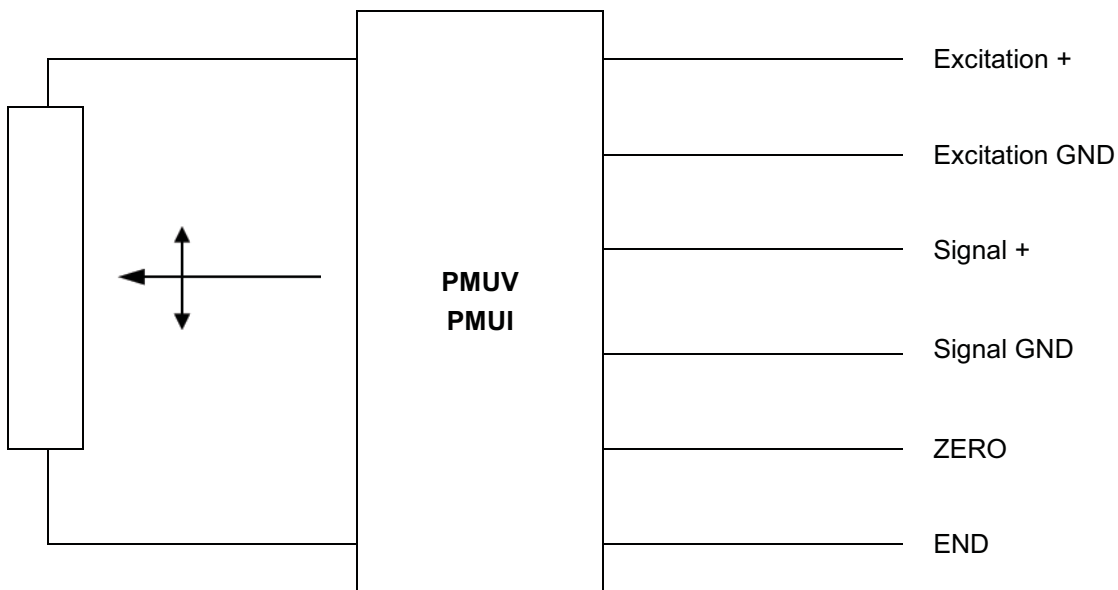 Excitation +
Excitation GND
Signal +
PMUV
PMUI
Signal GND
ZERO
END